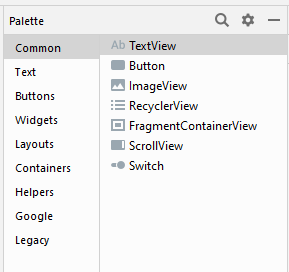 Palette
Common
Text
Buttons
Widgets
Layouts
Containers
Helpers
Google
Legacy
Ab TextView
Button
ImageView
RecyclerView
FragmentContainerView
ScrollView
Switch